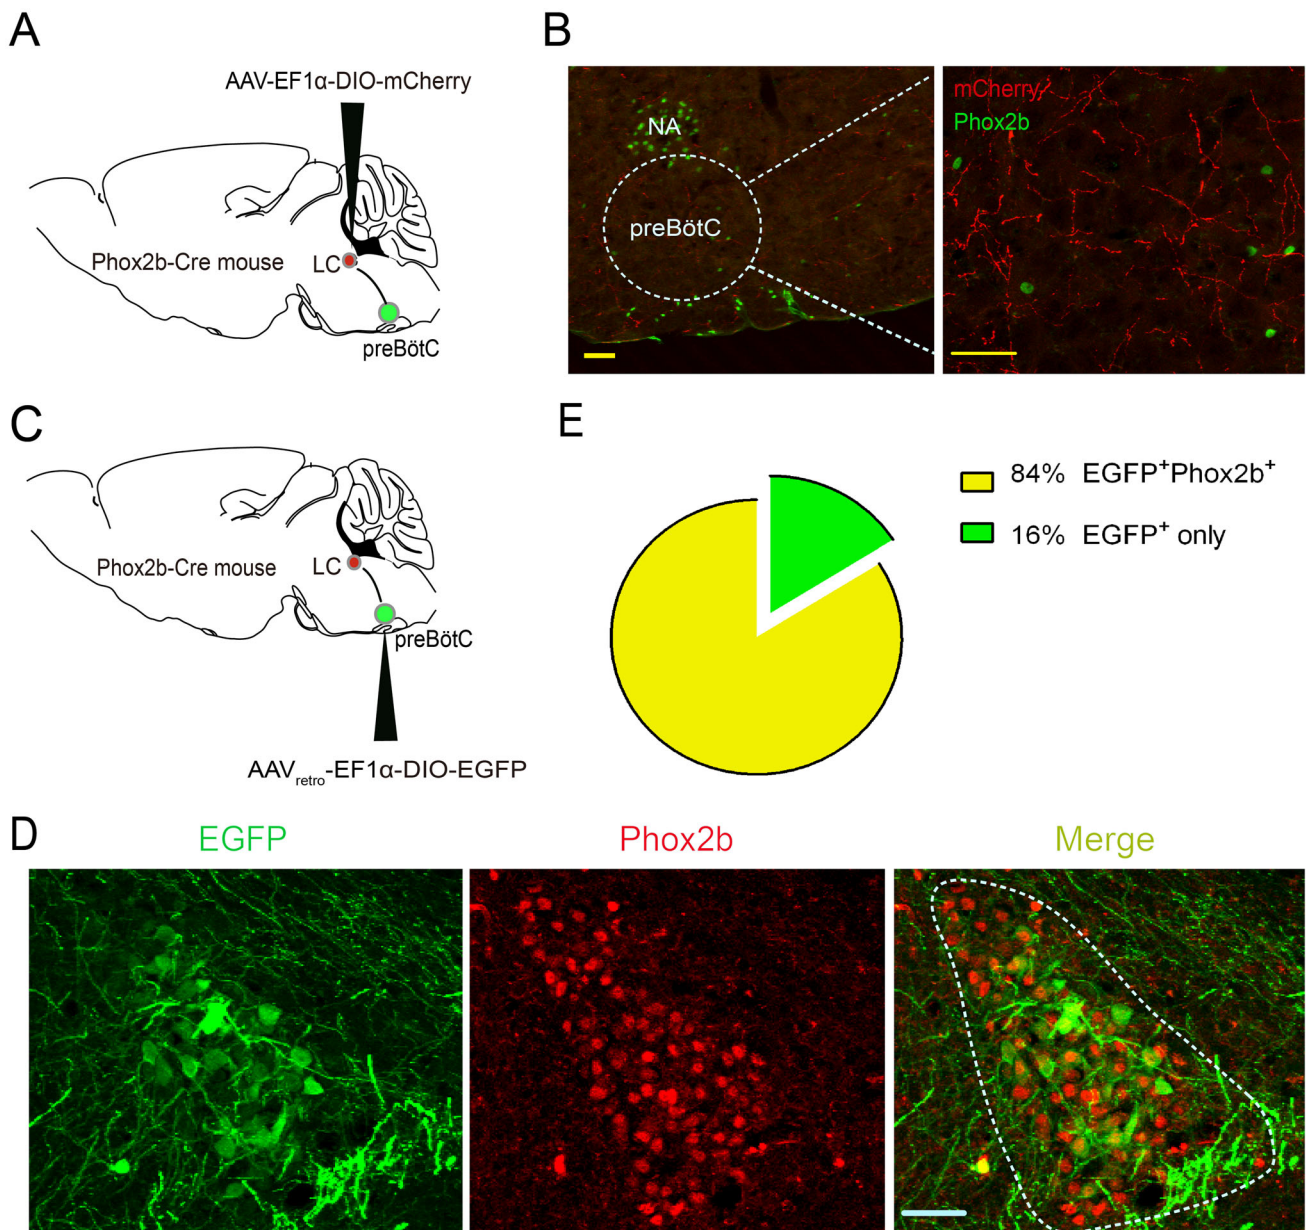 A
AAV-EF1α-DIO-mCherry
Phox2b-Cre mouse
LC
preBötC
B
NA
preBötC
mCherry
Phox2b
C
Phox2b-Cre mouse
LC
preBötC
AAVretro-EF1α-DIO-EGFP
E
84% EGFP⁺Phox2b⁺
16% EGFP⁺ only
D
EGFP
Phox2b
Merge